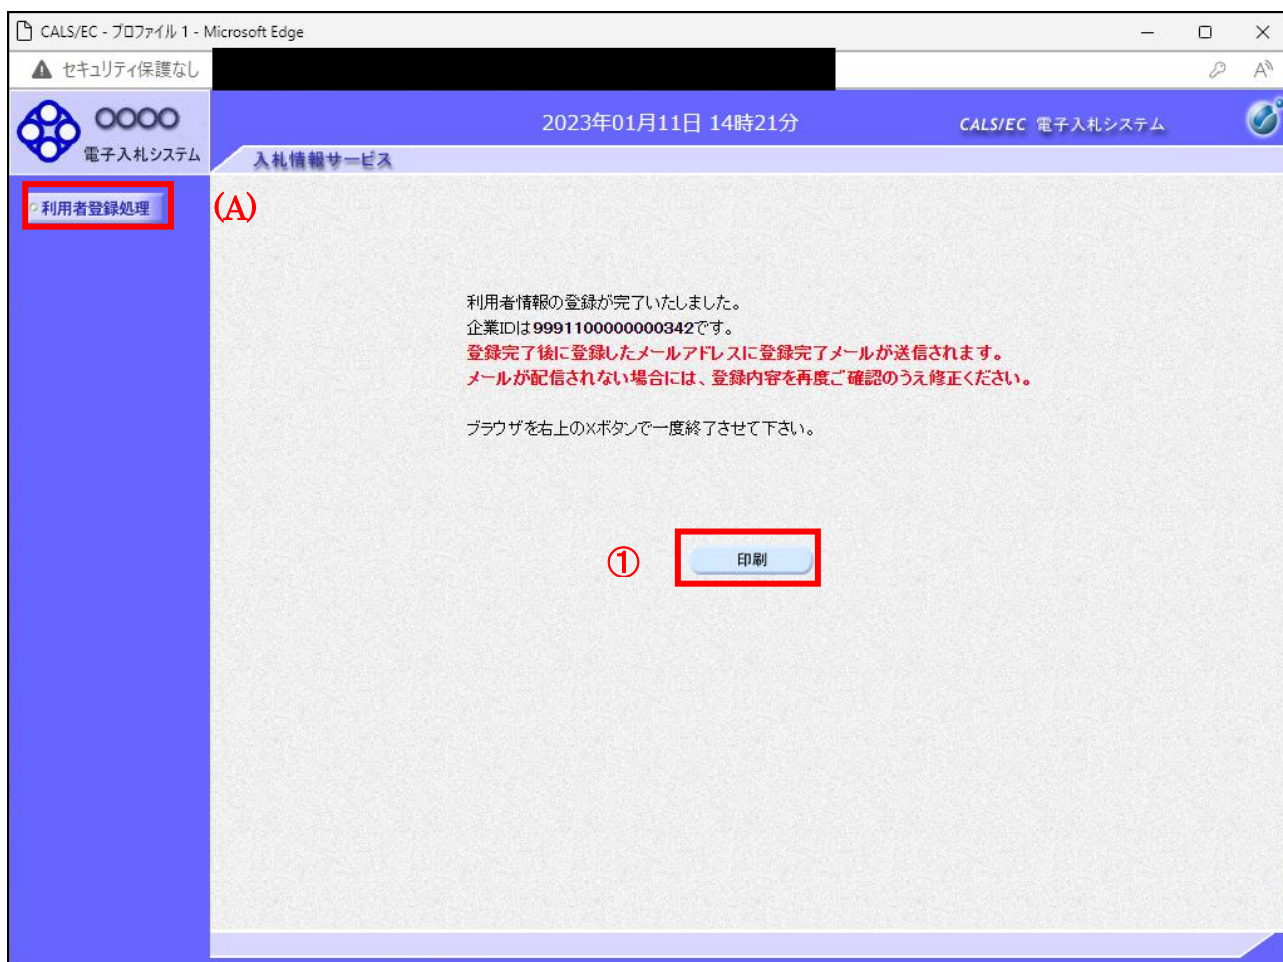 CALS/EC - プロファイル 1 - Microsoft Edge
セキュリティ保護なし
A
〇〇〇〇
電子入札システム
2023年01月11日 14時21分
CALS/EC 電子入札システム
入札情報サービス
利用者登録処理
(A)
利用者情報の登録が完了いたしました。
企業IDは9991100000000342です。
登録完了後に登録したメールアドレスに登録完了メールが送信されます。
メールが配信されない場合には、登録内容を再度ご確認のうえ修正ください。
ブラウザを右上の×ボタンで一度終了させて下さい。
① 印刷